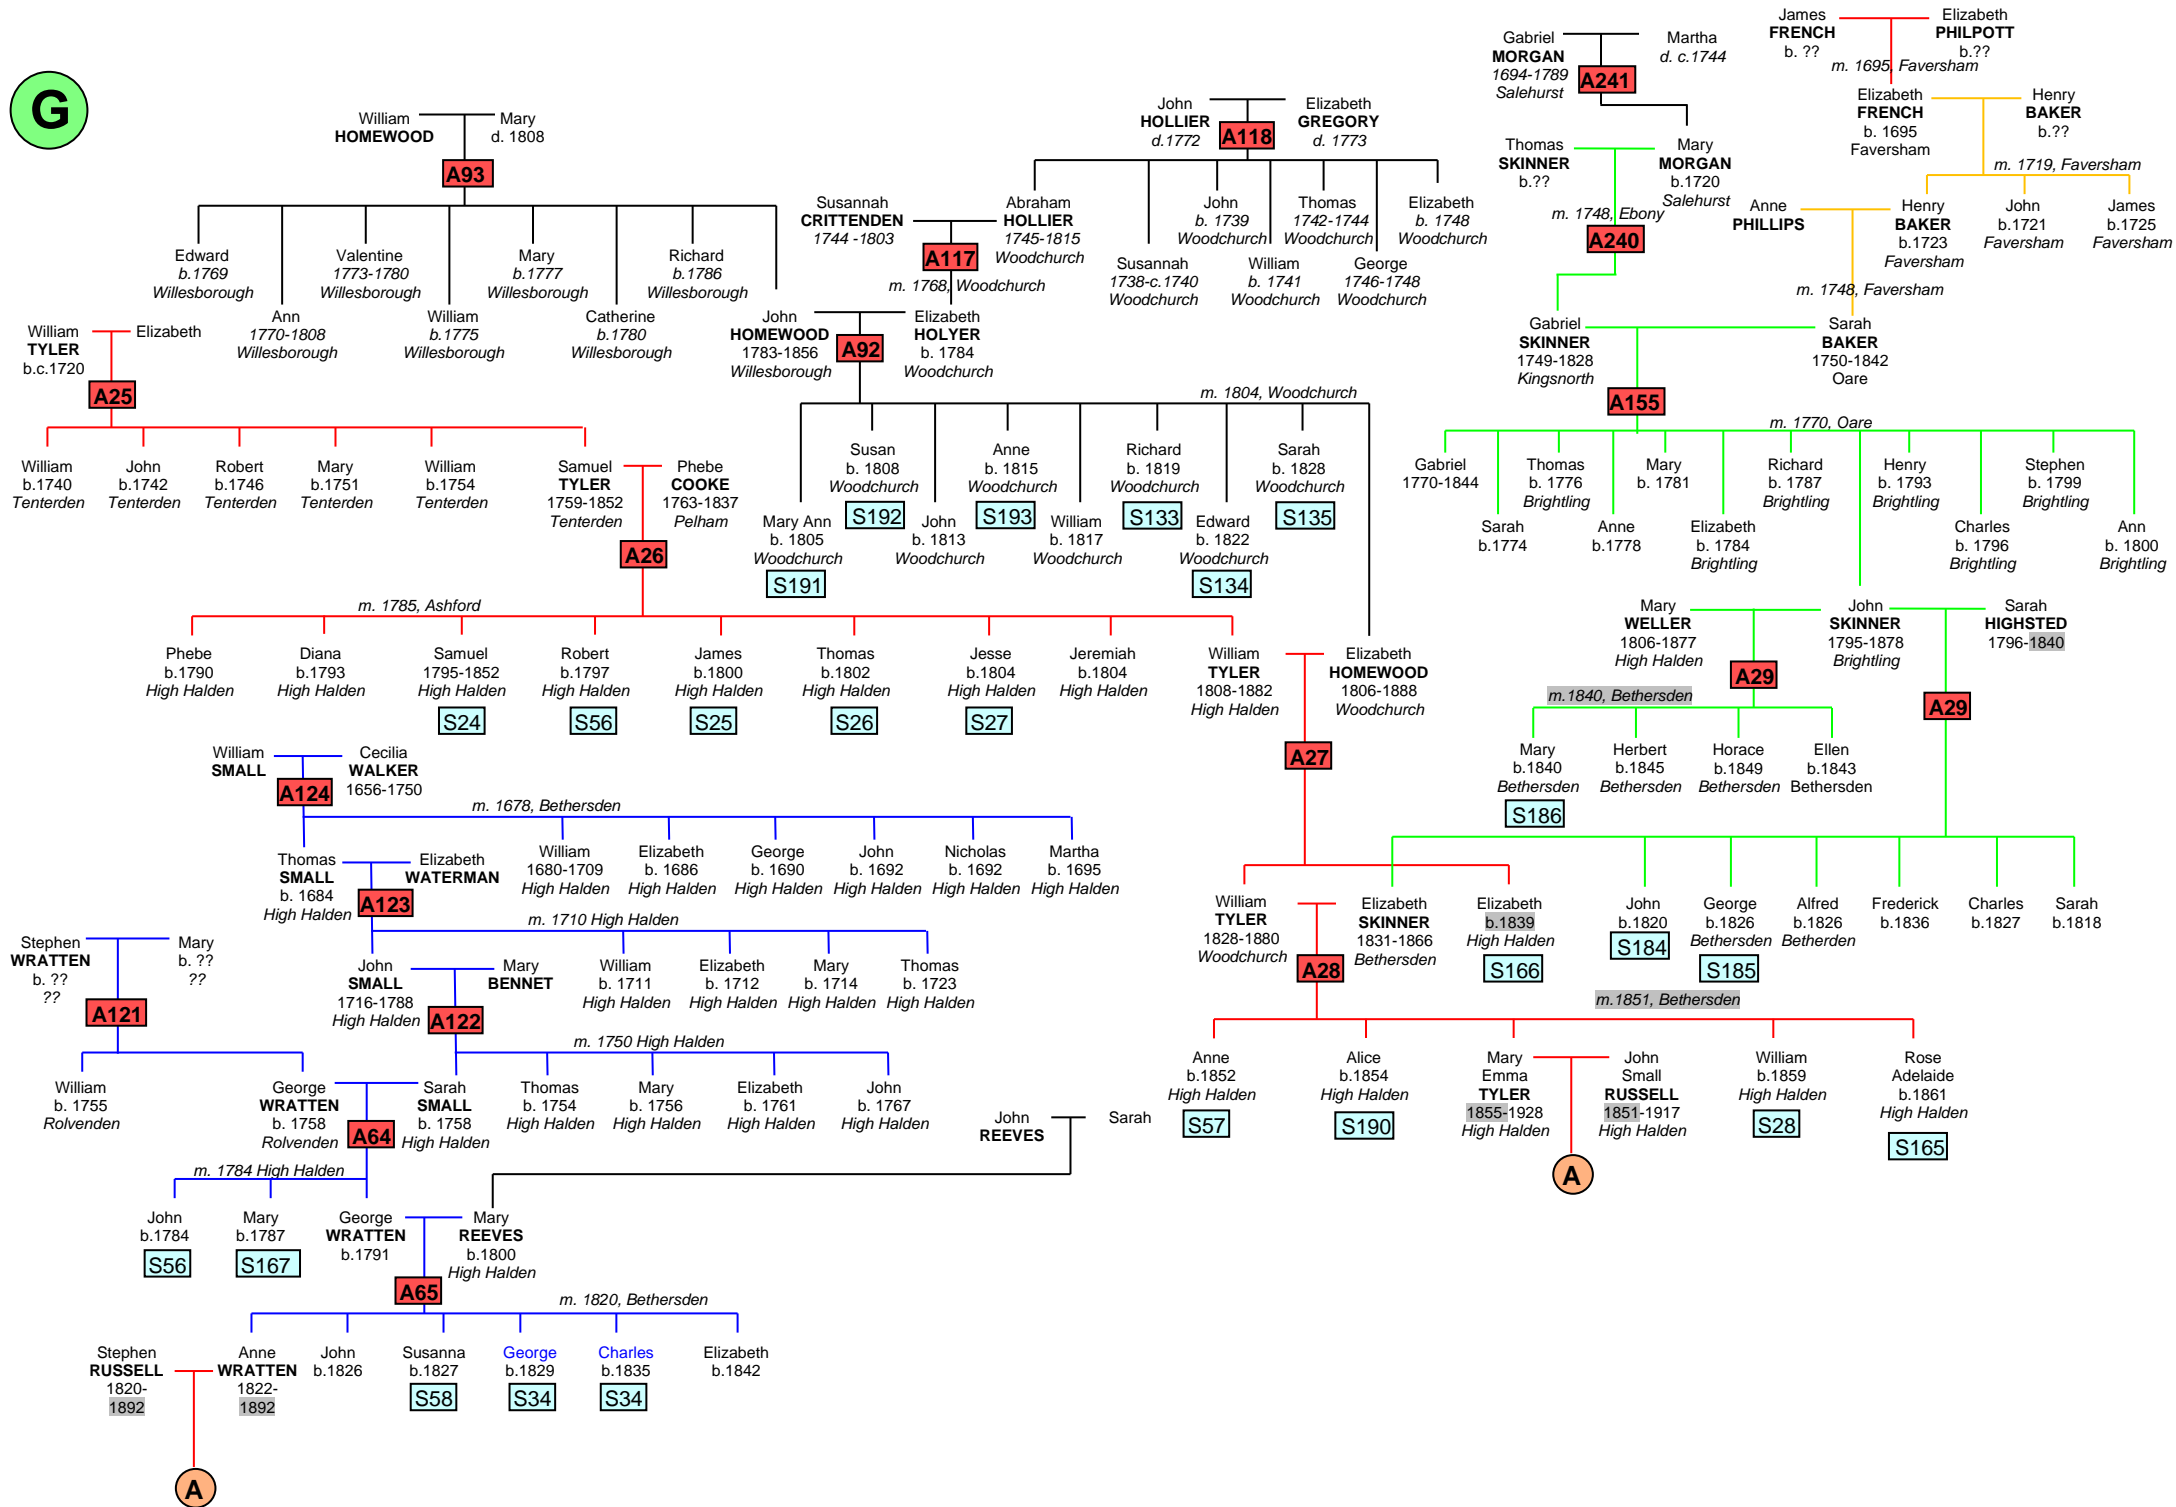 G
James
FRENCH
b. ??
Elizabeth
PHILPOTT
b.??
m. 1695, Faversham
Gabriel
MORGAN
1694-1789
Salehurst
Martha
d. c.1744
A241
Elizabeth
FRENCH
b. 1695
Faversham
Henry
BAKER
b.??
m. 1719, Faversham
William
HOMEWOOD
Mary
d. 1808
A93
John
HOLLIER
d.1772
Elizabeth
GREGORY
d. 1773
A118
Thomas
SKINNER
b.??
Mary
MORGAN
b.1720
Salehurst
m. 1748, Ebony
A240
Anne
PHILLIPS
Henry
BAKER
b.1723
Faversham
John
b.1721
Faversham
James
b.1725
Faversham
m. 1748, Faversham
Susannah
CRITTENDEN
1744 -1803
Abraham
HOLLIER
1745-1815
Woodchurch
A117
m. 1768, Woodchurch
Susannah
1738-c.1740
Woodchurch
John
b. 1739
Woodchurch
William
b. 1741
Woodchurch
Thomas
1742-1744
Woodchurch
George
1746-1748
Woodchurch
Elizabeth
b. 1748
Woodchurch
Edward
b.1769
Willesborough
Ann
1770-1808
Willesborough
Valentine
1773-1780
Willesborough
William
b.1775
Willesborough
Mary
b.1777
Willesborough
Catherine
b.1780
Willesborough
Richard
b.1786
Willesborough
John
HOMEWOOD
1783-1856
Willesborough
A92
Elizabeth
HOLYER
b. 1784
Woodchurch
m. 1804, Woodchurch
William
TYLER
b.c.1720
Elizabeth
A25
Gabriel
SKINNER
1749-1828
Kingsnorth
Sarah
BAKER
1750-1842
Oare
A155
m. 1770, Oare
William
b.1740
Tenterden
John
b.1742
Tenterden
Robert
b.1746
Tenterden
Mary
b.1751
Tenterden
William
b.1754
Tenterden
Samuel
TYLER
1759-1852
Tenterden
Phebe
COOKE
1763-1837
Pelham
A26
m. 1785, Ashford
Mary Ann
b. 1805
Woodchurch
S191
Susan
b. 1808
Woodchurch
S192
John
b. 1813
Woodchurch
Anne
b. 1815
Woodchurch
S193
William
b. 1817
Woodchurch
Richard
b. 1819
Woodchurch
S133
Edward
b. 1822
Woodchurch
S134
Sarah
b. 1828
Woodchurch
S135
Gabriel
1770-1844
Sarah
b.1774
Thomas
b. 1776
Brightling
Anne
b.1778
Mary
b. 1781
Elizabeth
b. 1784
Brightling
Richard
b. 1787
Brightling
Henry
b. 1793
Brightling
Charles
b. 1796
Brightling
Stephen
b. 1799
Brightling
Ann
b. 1800
Brightling
Phebe
b.1790
High Halden
Diana
b.1793
High Halden
Samuel
1795-1852
High Halden
S24
Robert
b.1797
High Halden
S56
James
b.1800
High Halden
S25
Thomas
b.1802
High Halden
S26
Jesse
b.1804
High Halden
S27
Jeremiah
b.1804
High Halden
William
TYLER
1808-1882
High Halden
Elizabeth
HOMEWOOD
1806-1888
Woodchurch
A27
Mary
WELLER
1806-1877
High Halden
John
SKINNER
1795-1878
Brightling
Sarah
HIGHSTED
1796-1840
A29
m.1840, Bethersden
A29
Mary
b.1840
Bethersden
S186
Herbert
b.1845
Bethersden
Horace
b.1849
Bethersden
Ellen
b.1843
Bethersden
William
SMALL
Cecilia
WALKER
1656-1750
A124
m. 1678, Bethersden
Thomas
SMALL
b. 1684
High Halden
Elizabeth
WATERMAN
A123
William
1680-1709
High Halden
Elizabeth
b. 1686
High Halden
George
b. 1690
High Halden
John
b. 1692
High Halden
Nicholas
b. 1692
High Halden
Martha
b. 1695
High Halden
m. 1710 High Halden
William
TYLER
1828-1880
Woodchurch
A28
Elizabeth
SKINNER
1831-1866
Bethersden
Elizabeth
b.1839
High Halden
S166
John
b.1820
S184
George
b.1826
Bethersden
S185
Alfred
b.1826
Betherden
Frederick
b.1836
Charles
b.1827
Sarah
b.1818
m.1851, Bethersden
Stephen
WRATTEN
b. ??
??
Mary
b. ??
??
A121
John
SMALL
1716-1788
High Halden
Mary
BENNET
A122
William
b. 1711
High Halden
Elizabeth
b. 1712
High Halden
Mary
b. 1714
High Halden
Thomas
b. 1723
High Halden
m. 1750 High Halden
William
b. 1755
Rolvenden
George
WRATTEN
b. 1758
Rolvenden
A64
Sarah
SMALL
b. 1758
High Halden
Thomas
b. 1754
High Halden
Mary
b. 1756
High Halden
Elizabeth
b. 1761
High Halden
John
b. 1767
High Halden
m. 1784 High Halden
John
REEVES
Sarah
Anne
b.1852
High Halden
S57
Alice
b.1854
High Halden
S190
Mary
Emma
TYLER
1855-1928
High Halden
John
Small
RUSSELL
1851-1917
High Halden
A
William
b.1859
High Halden
S28
Rose
Adelaide
b.1861
High Halden
S165
John
b.1784
S56
Mary
b.1787
S167
George
WRATTEN
b.1791
Mary
REEVES
b.1800
High Halden
A65
m. 1820, Bethersden
Stephen
RUSSELL
1820-
1892
Anne
WRATTEN
1822-
1892
John
b.1826
Susanna
b.1827
S58
George
b.1829
S34
Charles
b.1835
S34
Elizabeth
b.1842
A